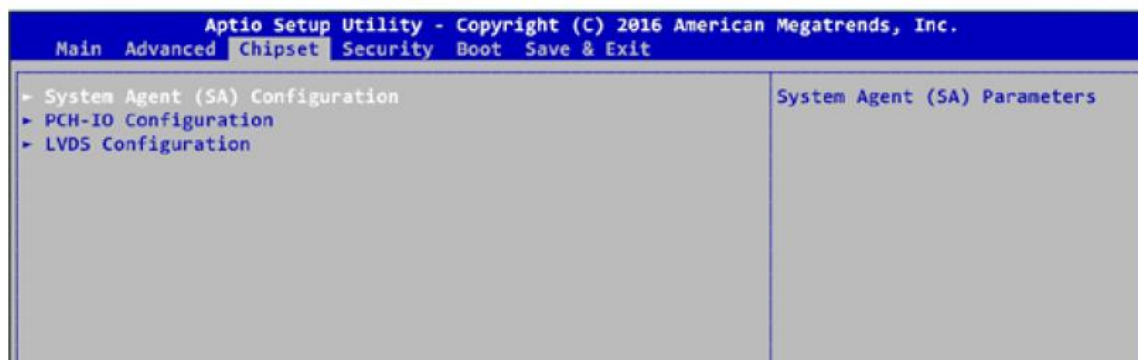 Aptio Setup Utility - Copyright (C) 2016 American Megatrends, Inc.
Main Advanced Chipset Security Boot Save & Exit
► System Agent (SA) Configuration
System Agent (SA) Parameters
► PCH-IO Configuration
► LVDS Configuration